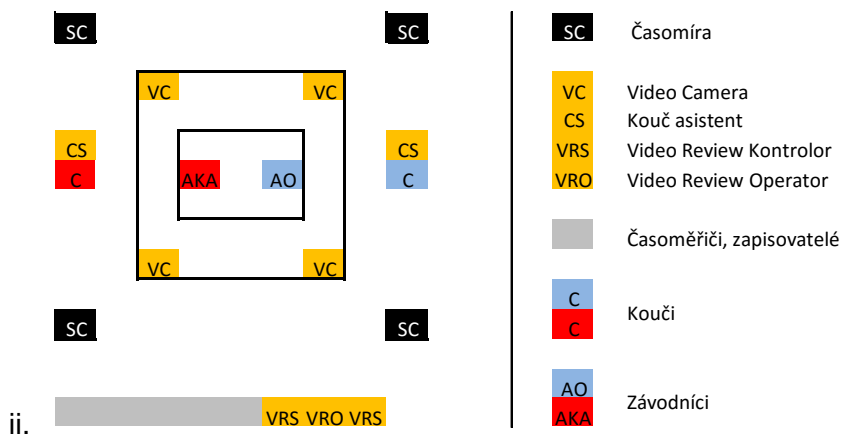 SC SC SC Časomíra
VC VC VC Video Camera
CS CS CS Kouč asistent
VRS Video Review Kontrolor
C AKA AO C VRO Video Review Operator
Časoměřiči, zapisovatelé
VC VC
C
C Kouči
SC SC
AO
AKA Závodníci
ii. VRS VRO VRS